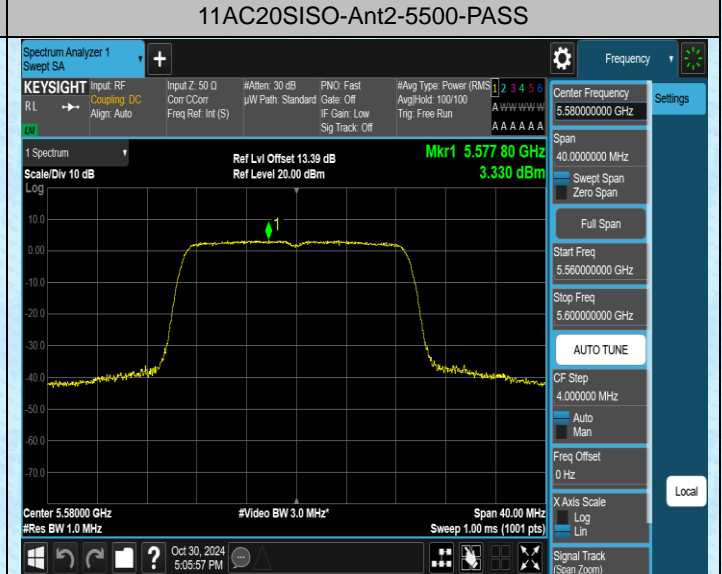 11AC20SISO-Ant2-5500-PASS
Spectrum Analyzer 1
Swept SA
Frequency
KEYSIGHT
RL
LXI
Input: RF
Coupling: DC
Align: Auto
Input Z: 50 Ω
Corr CCorr
Freq Ref: Int (S)
#Atten: 30 dB
µW Path: Standard
PNO: Fast
Gate: Off
IF Gain: Low
Sig Track: Off
#Avg Type: Power (RMS
Avg|Hold: 100/100
Trig: Free Run
1 2 3 4 5 6
A W W W W W
A A A A A A
1 Spectrum
Scale/Div 10 dB
Log
Ref Lvl Offset 13.39 dB
Ref Level 20.00 dBm
Mkr1 5.577 80 GHz
3.330 dBm
1
10.0
0.00
-10.0
-20.0
-30.0
-40.0
-50.0
-60.0
-70.0
Center 5.58000 GHz
#Res BW 1.0 MHz
#Video BW 3.0 MHz*
Span 40.00 MHz
Sweep 1.00 ms (1001 pts)
Oct 30, 2024
5:05:57 PM
Center Frequency
5.580000000 GHz
Settings
Span
40.0000000 MHz
Swept Span
Zero Span
Full Span
Start Freq
5.560000000 GHz
Stop Freq
5.600000000 GHz
AUTO TUNE
CF Step
4.000000 MHz
Auto
Man
Freq Offset
0 Hz
X Axis Scale
Log
Lin
Local
Signal Track
(Span Zoom)